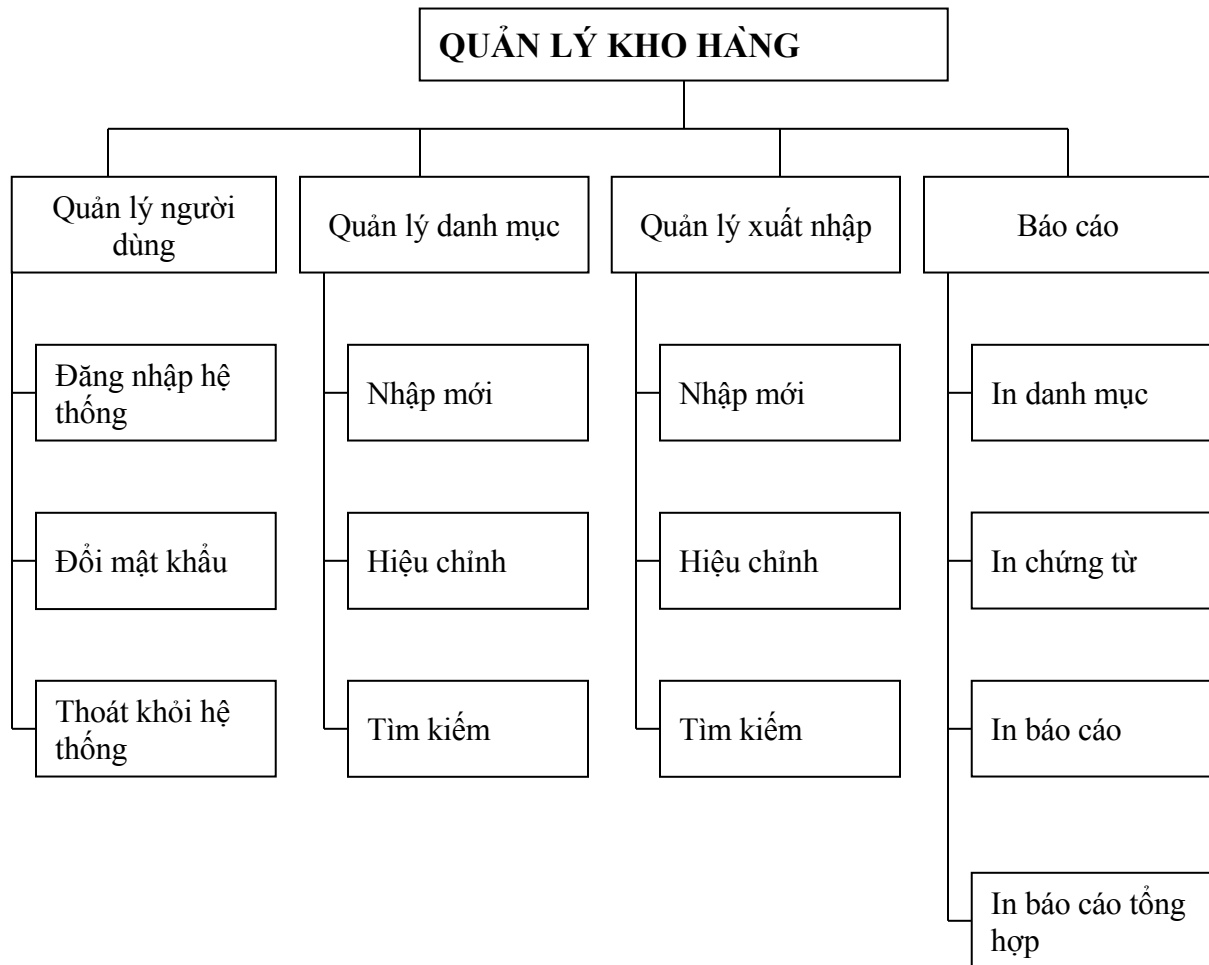 QUẢN LÝ KHO HÀNG
Quản lý người
dùng
Quản lý danh mục
Quản lý xuất nhập
Báo cáo
Đăng nhập hệ
thống
Nhập mới
Nhập mới
In danh mục
Đổi mật khẩu
Hiệu chỉnh
Hiệu chỉnh
In chứng từ
Thoát khỏi hệ
thống
Tìm kiếm
Tìm kiếm
In báo cáo
In báo cáo tổng
hợp